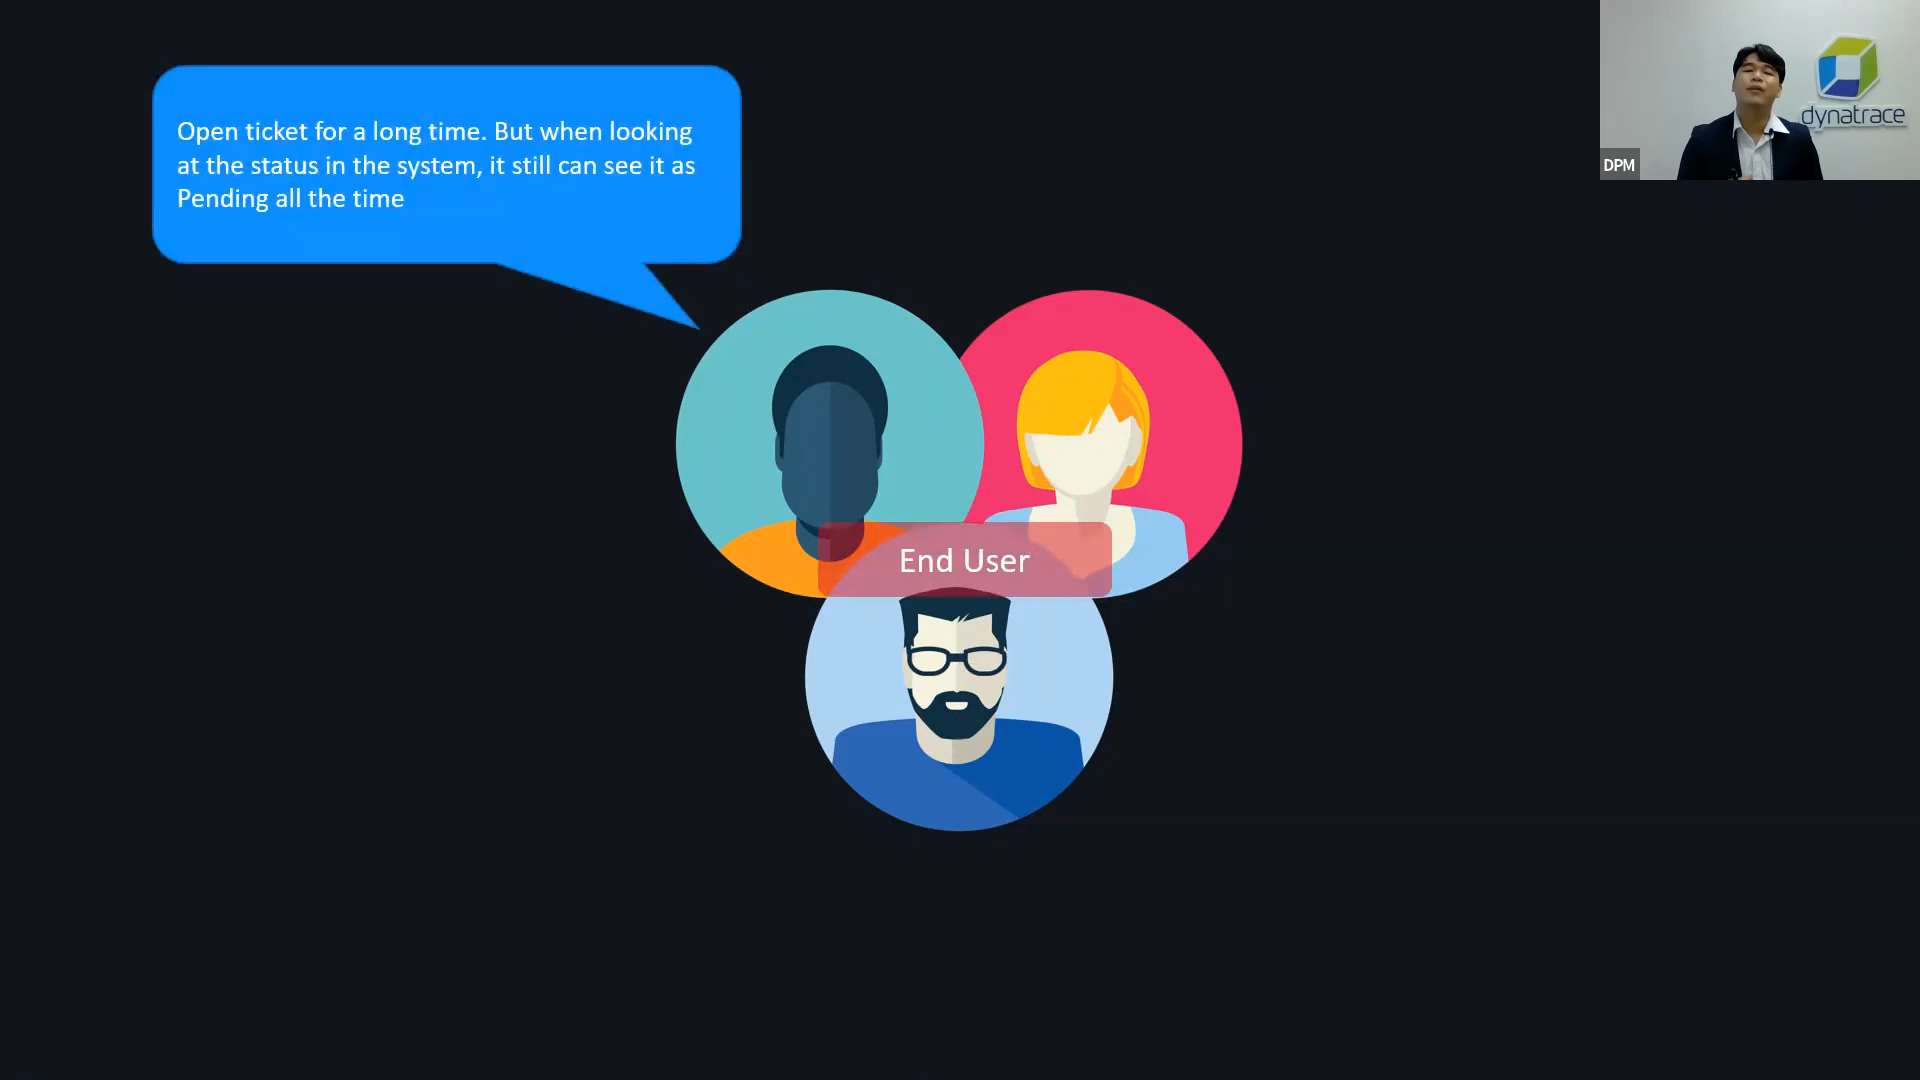 Open ticket for a long time. But when looking
at the status in the system, it still can see it as
Pending all the time
dynatrace
DPM
End User